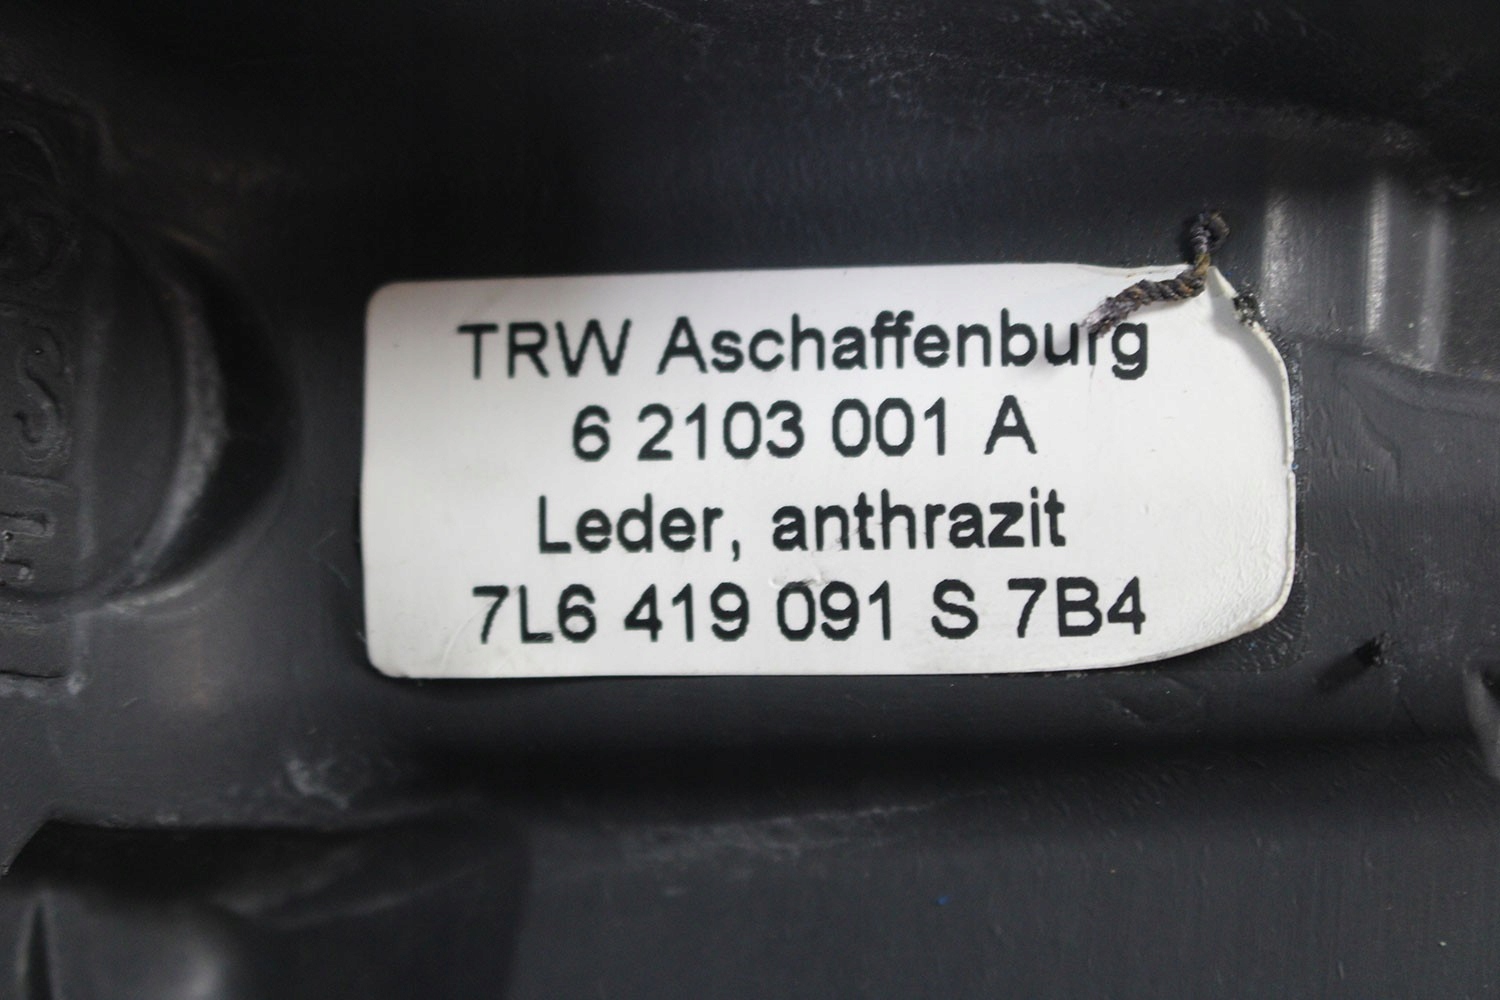 TRW Aschaffenburg
6 2103 001 A
Leder, anthrazit
7L6 419 091 S 7B4